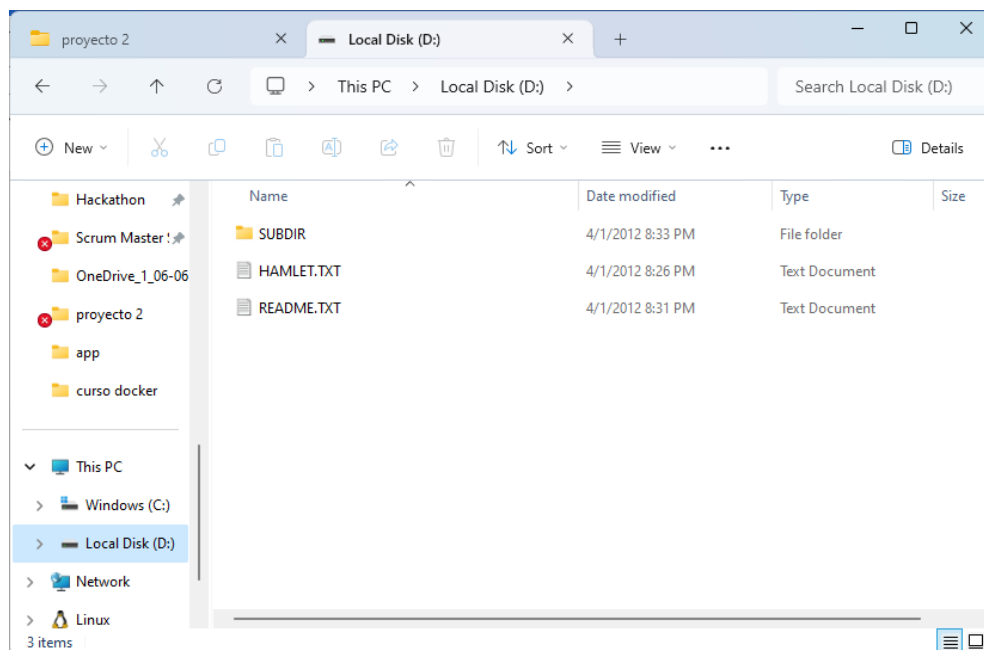 proyecto 2
Local Disk (D:)
This PC > Local Disk (D:) >
Search Local Disk (D:)
New
Sort
View
Details
Name
Date modified
Type
Size
SUBDIR 4/1/2012 8:33 PM File folder
HAMLET.TXT 4/1/2012 8:26 PM Text Document
README.TXT 4/1/2012 8:31 PM Text Document
Hackathon
Scrum Master
OneDrive_1_06-06
proyecto 2
app
curso docker
This PC
Windows (C:)
Local Disk (D:)
Network
Linux
3 items